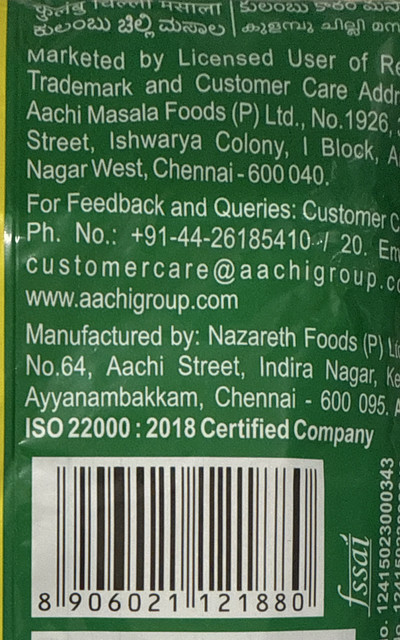 ಕುಲಂಬು ಚಿಲ್ಲಿ ಮಸಾಲ | കുളമ്പു ചില്ലി
Marketed by Licensed User of
Trademark and Customer Care
Aachi Masala Foods (P) Ltd., No.1926,
Street, Ishwarya Colony, I Block,
Nagar West, Chennai - 600 040.
For Feedback and Queries: Customer
Ph. No.: +91-44-26185410 / 20.
customercare@aachigroup.
www.aachigroup.com
Manufactured by: Nazareth Foods (P)
No.64, Aachi Street, Indira Nagar,
Ayyanambakkam, Chennai - 600 095.
ISO 22000 : 2018 Certified Company
8 906021 121880
fssai
12415023000343